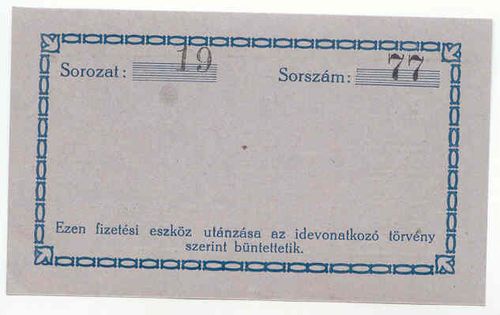 Sorozat: 19 Sorszám: 77
Ezen fizetési eszköz utánzása az idevonatkozó törvény
szerint büntettetik.